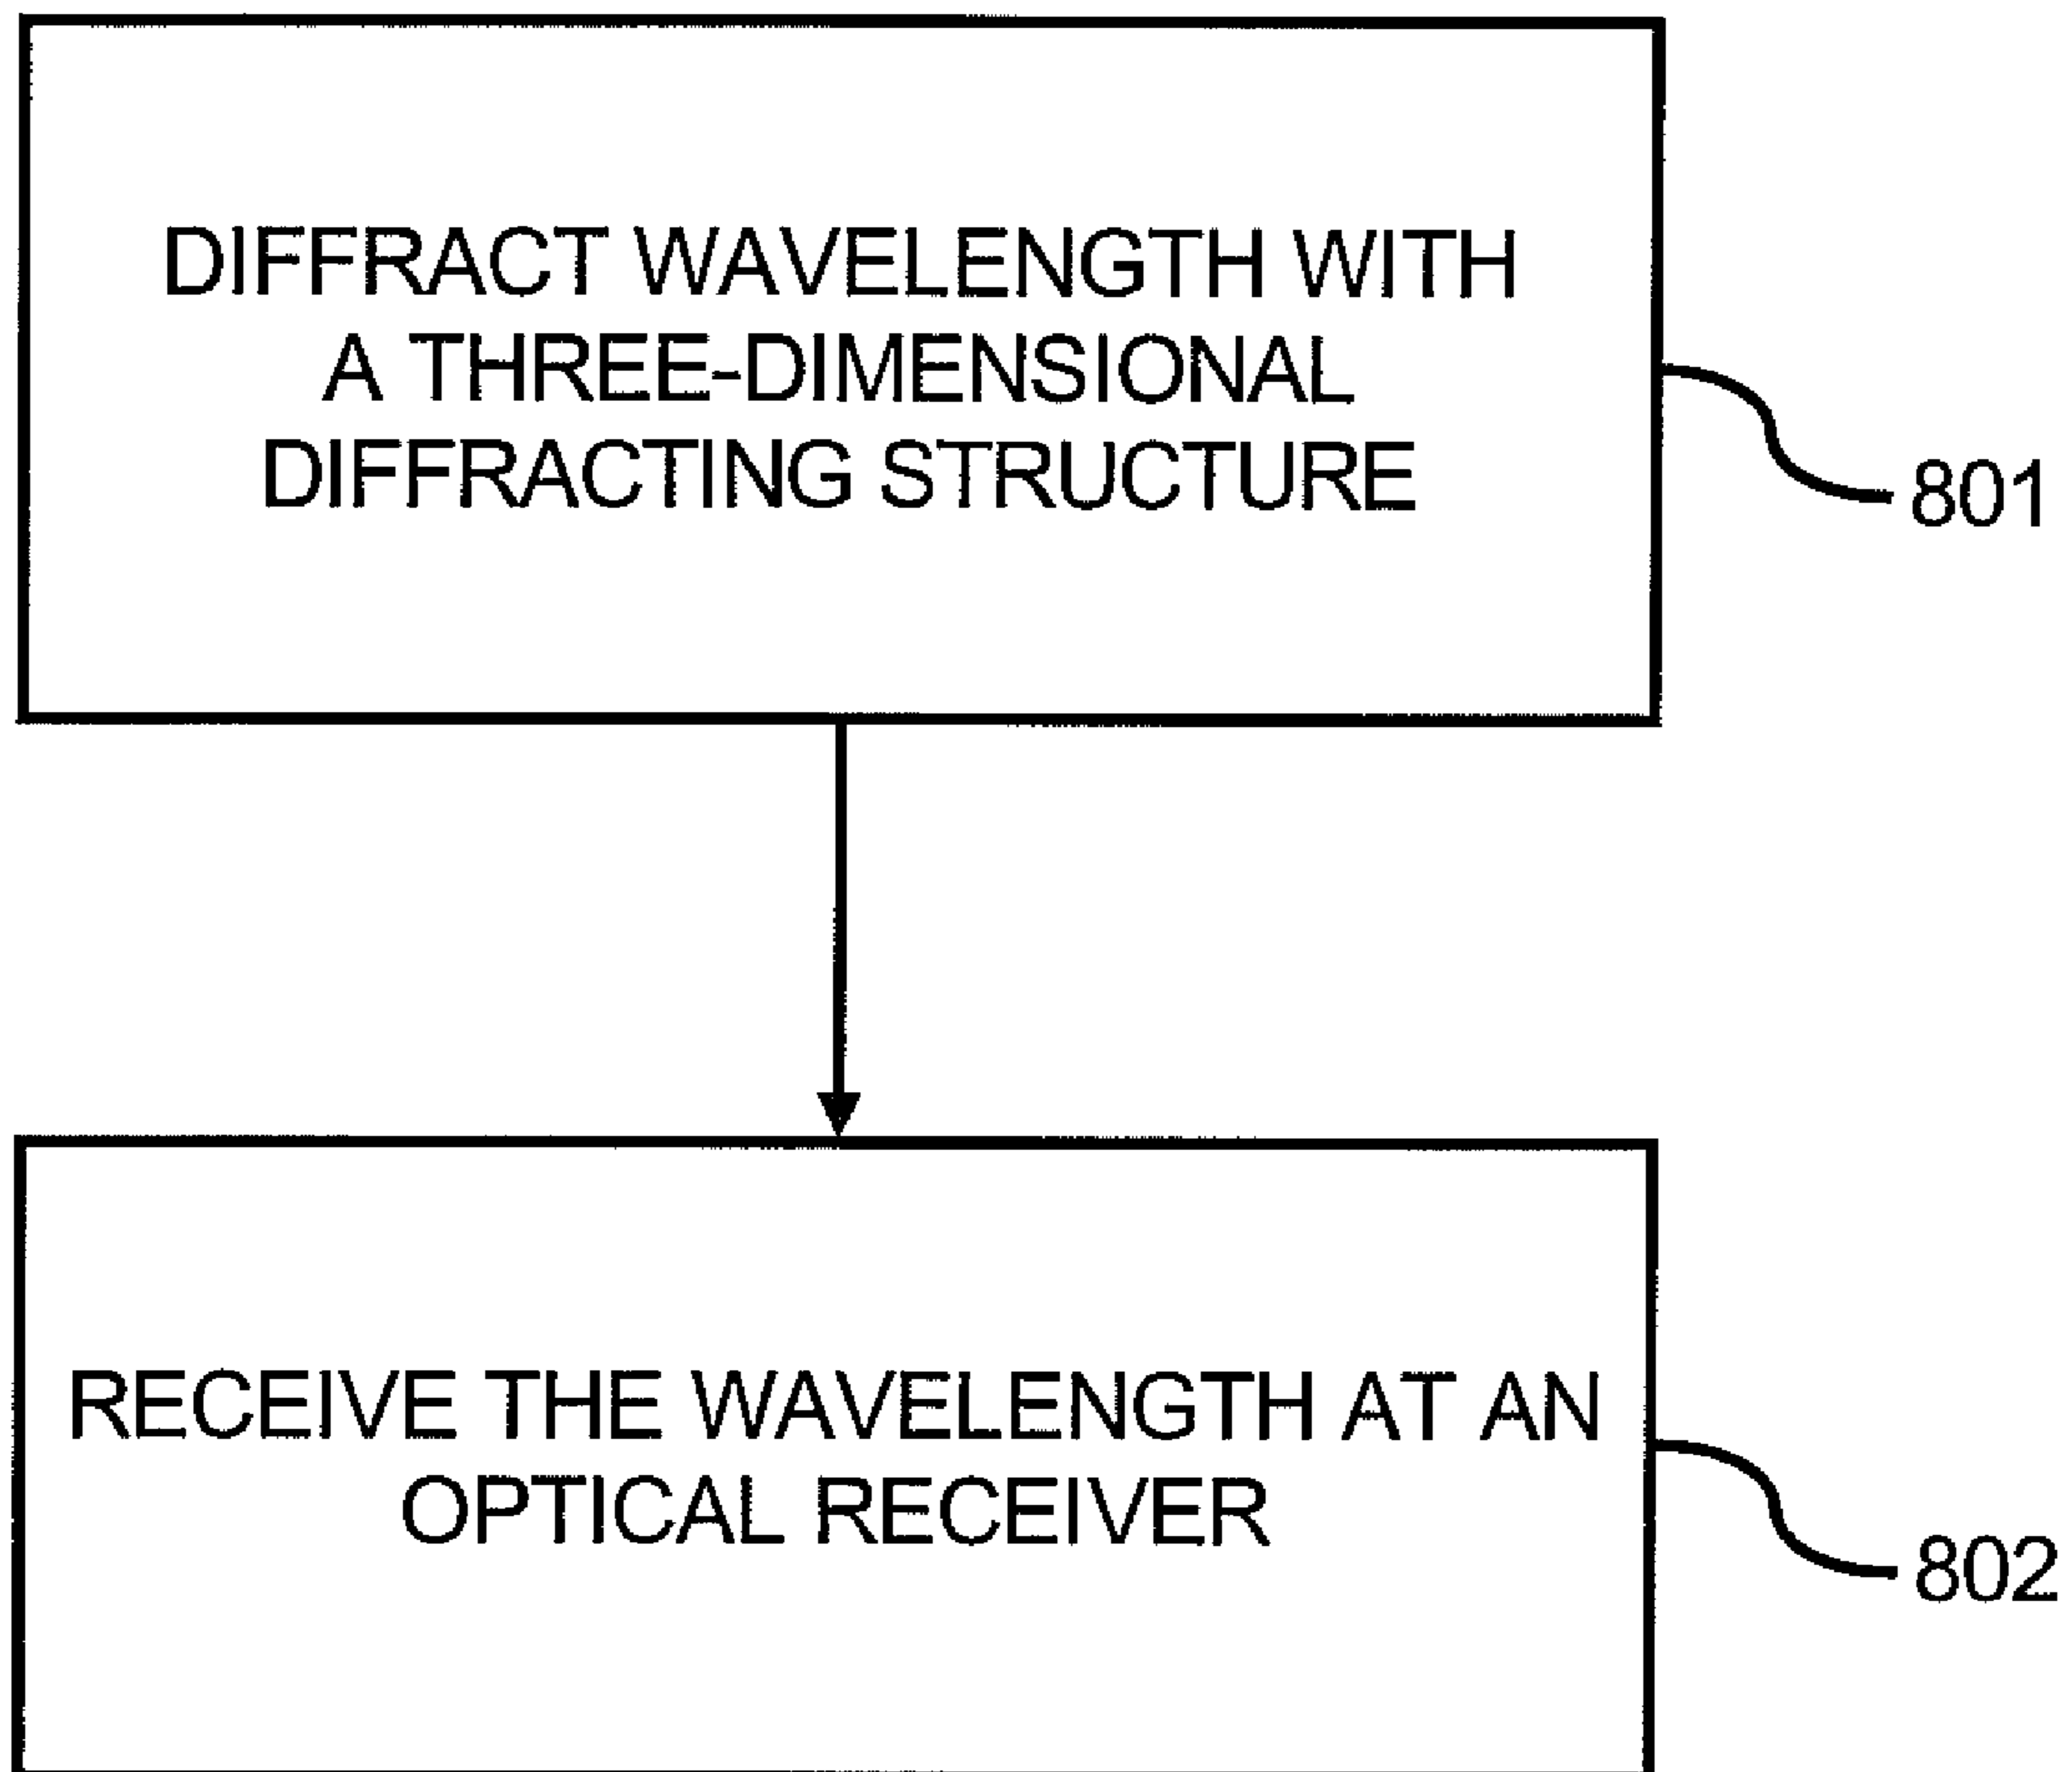 DIFFRACT WAVELENGTH WITH
A THREE-DIMENSIONAL
DIFFRACTING STRUCTURE
801
RECEIVE THE WAVELENGTH AT AN
OPTICAL RECEIVER
802